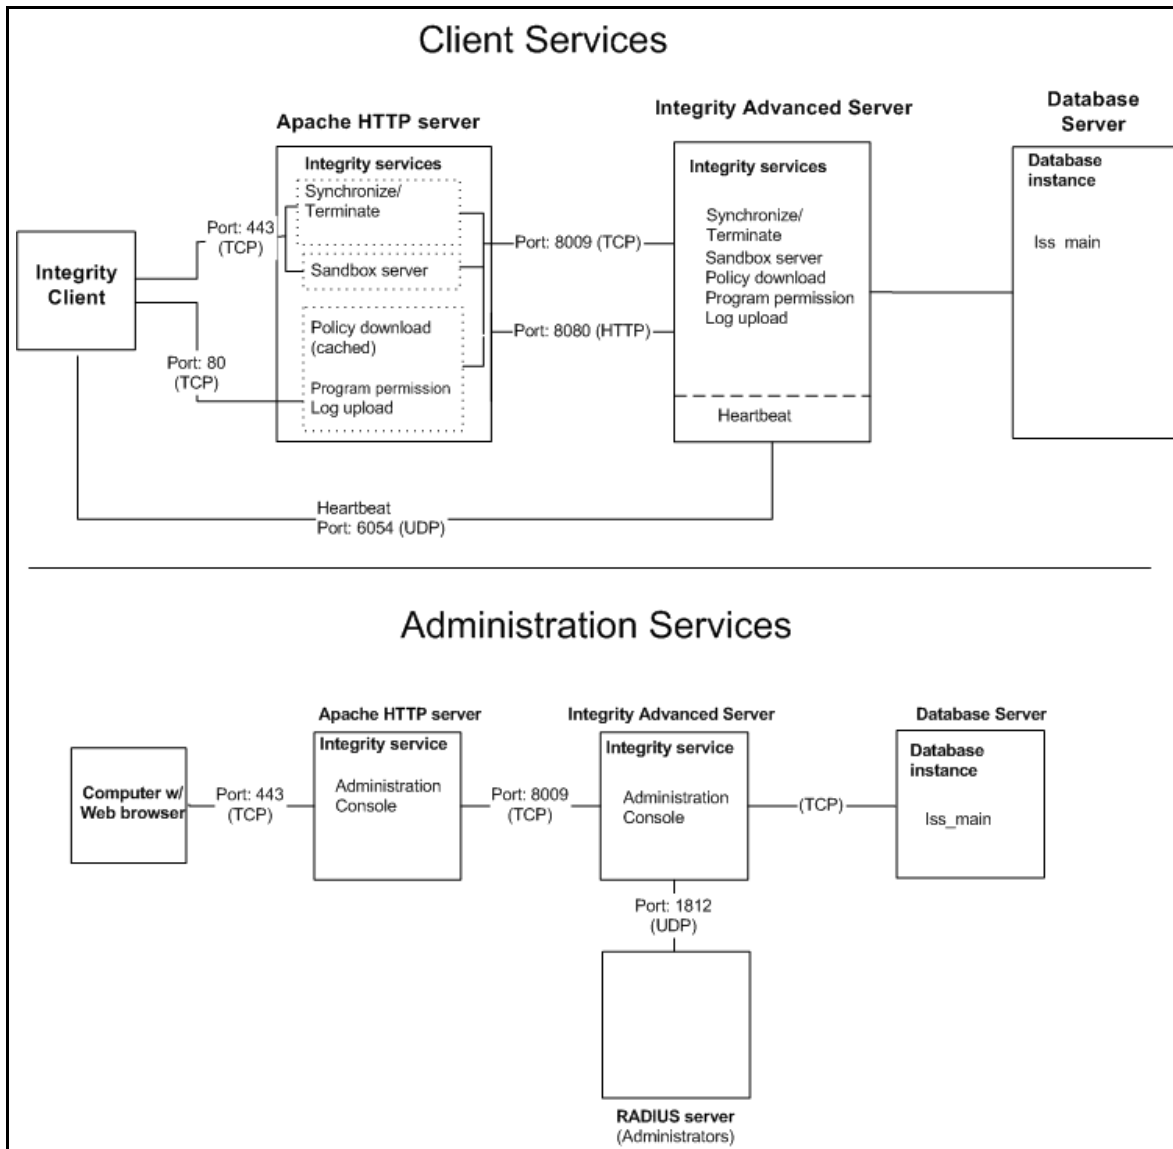 Client Services
Apache HTTP server
Integrity Advanced Server
Database
Server
Integrity services
Synchronize/
Terminate
Sandbox server
Policy download
(cached)
Program permission
Log upload
Integrity services
Synchronize/
Terminate
Sandbox server
Policy download
Program permission
Log upload
Heartbeat
Database
instance
Iss main
Integrity
Client
Port: 443
(TCP)
Port: 80
(TCP)
Port: 8009 (TCP)
Port: 8080 (HTTP)
Heartbeat
Port: 6054 (UDP)
Administration Services
Apache HTTP server
Integrity Advanced Server
Database Server
Computer w/
Web browser
Port: 443
(TCP)
Integrity service
Administration
Console
Port: 8009
(TCP)
Integrity service
Administration
Console
(TCP)
Database
instance
Iss_main
Port: 1812
(UDP)
RADIUS server
(Administrators)